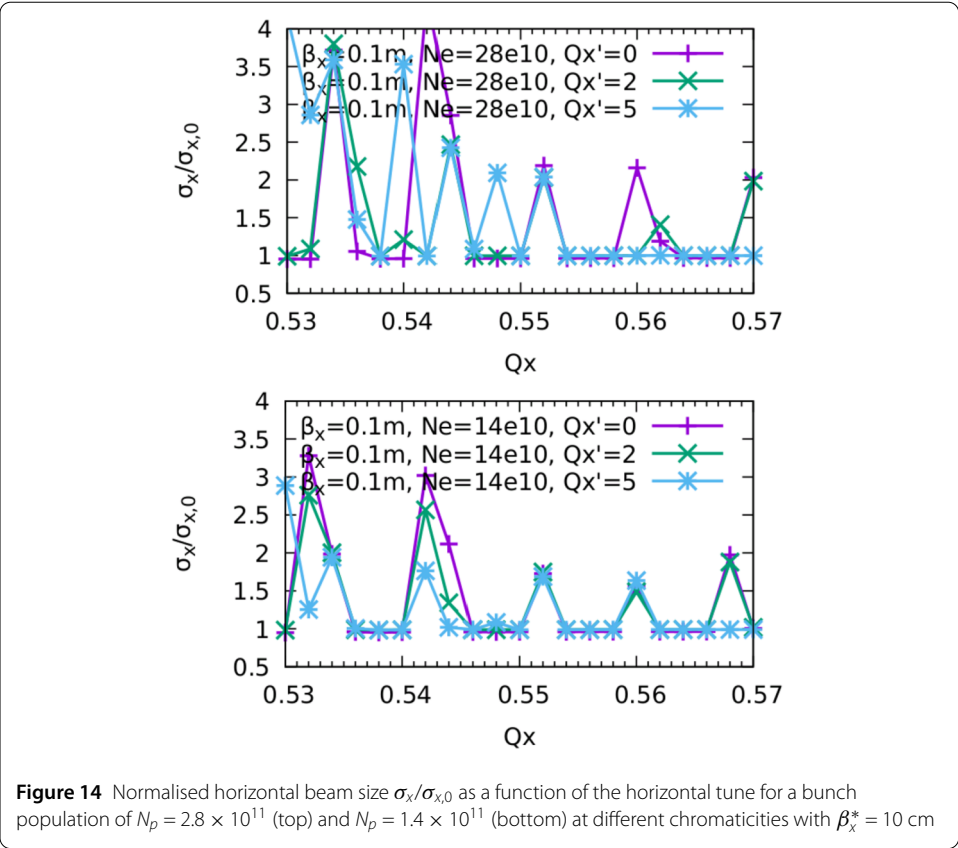 4
3.5
3
2.5
2
1.5
1
0.5
σx/σx,0
βx=0.1m, Ne=28e10, Qx'=0
βx=0.1m, Ne=28e10, Qx'=2
βx=0.1m, Ne=28e10, Qx'=5
0.53 0.54 0.55 0.56 0.57
Qx
4
3.5
3
2.5
2
1.5
1
0.5
σx/σx,0
βx=0.1m, Ne=14e10, Qx'=0
βx=0.1m, Ne=14e10, Qx'=2
βx=0.1m, Ne=14e10, Qx'=5
0.53 0.54 0.55 0.56 0.57
Qx
Figure 14 Normalised horizontal beam size σx/σx,0 as a function of the horizontal tune for a bunch
population of Np = 2.8 × 10¹¹ (top) and Np = 1.4 × 10¹¹ (bottom) at different chromaticities with β*x = 10 cm